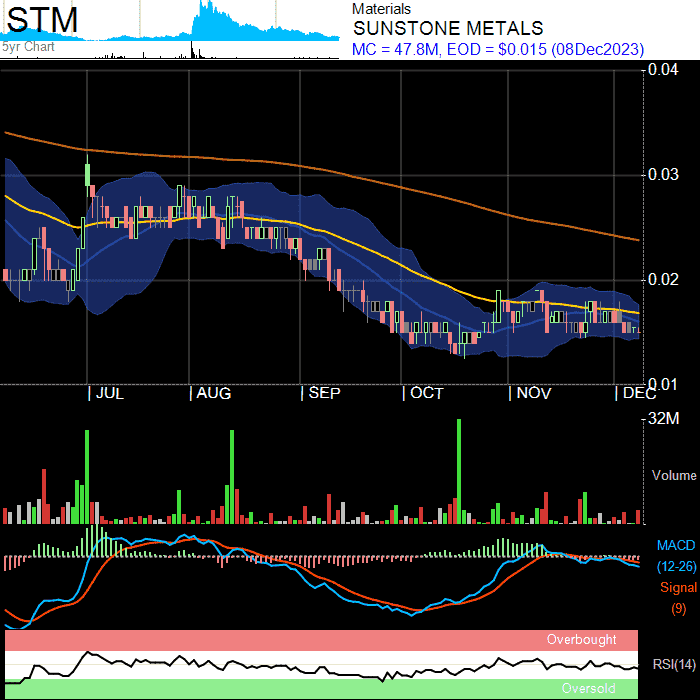 STM
5yr Chart
Materials
SUNSTONE METALS
MC = 47.8M, EOD = $0.015 (08Dec2023)
0.04
0.03
0.02
0.01
JUL AUG SEP OCT NOV DEC
32M
Volume
MACD
(12-26)
Signal
(9)
Overbought
RSI(14)
Oversold